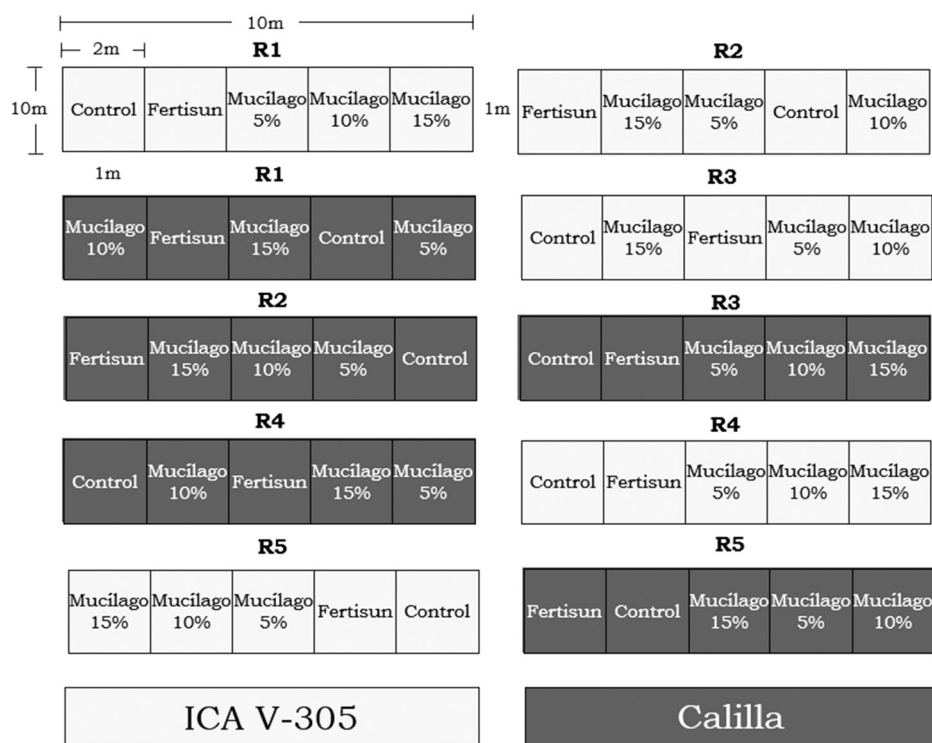 10m
2m
R1
10m
Control
Fertisun
Mucílago
5%
Mucílago
10%
Mucílago
15%
R2
1m
Fertisun
Mucílago
15%
Mucílago
5%
Control
Mucílago
10%
1m
R1
Mucílago
10%
Fertisun
Mucílago
15%
Control
Mucílago
5%
R3
Control
Mucílago
15%
Fertisun
Mucílago
5%
Mucílago
10%
R2
Fertisun
Mucílago
15%
Mucílago
10%
Mucílago
5%
Control
R3
Control
Fertisun
Mucílago
5%
Mucílago
10%
Mucílago
15%
R4
Control
Mucílago
10%
Fertisun
Mucílago
15%
Mucílago
5%
R4
Control
Fertisun
Mucílago
5%
Mucílago
10%
Mucílago
15%
R5
Mucílago
15%
Mucílago
10%
Mucílago
5%
Fertisun
Control
R5
Fertisun
Control
Mucílago
15%
Mucílago
5%
Mucílago
10%
ICA V-305
Calilla